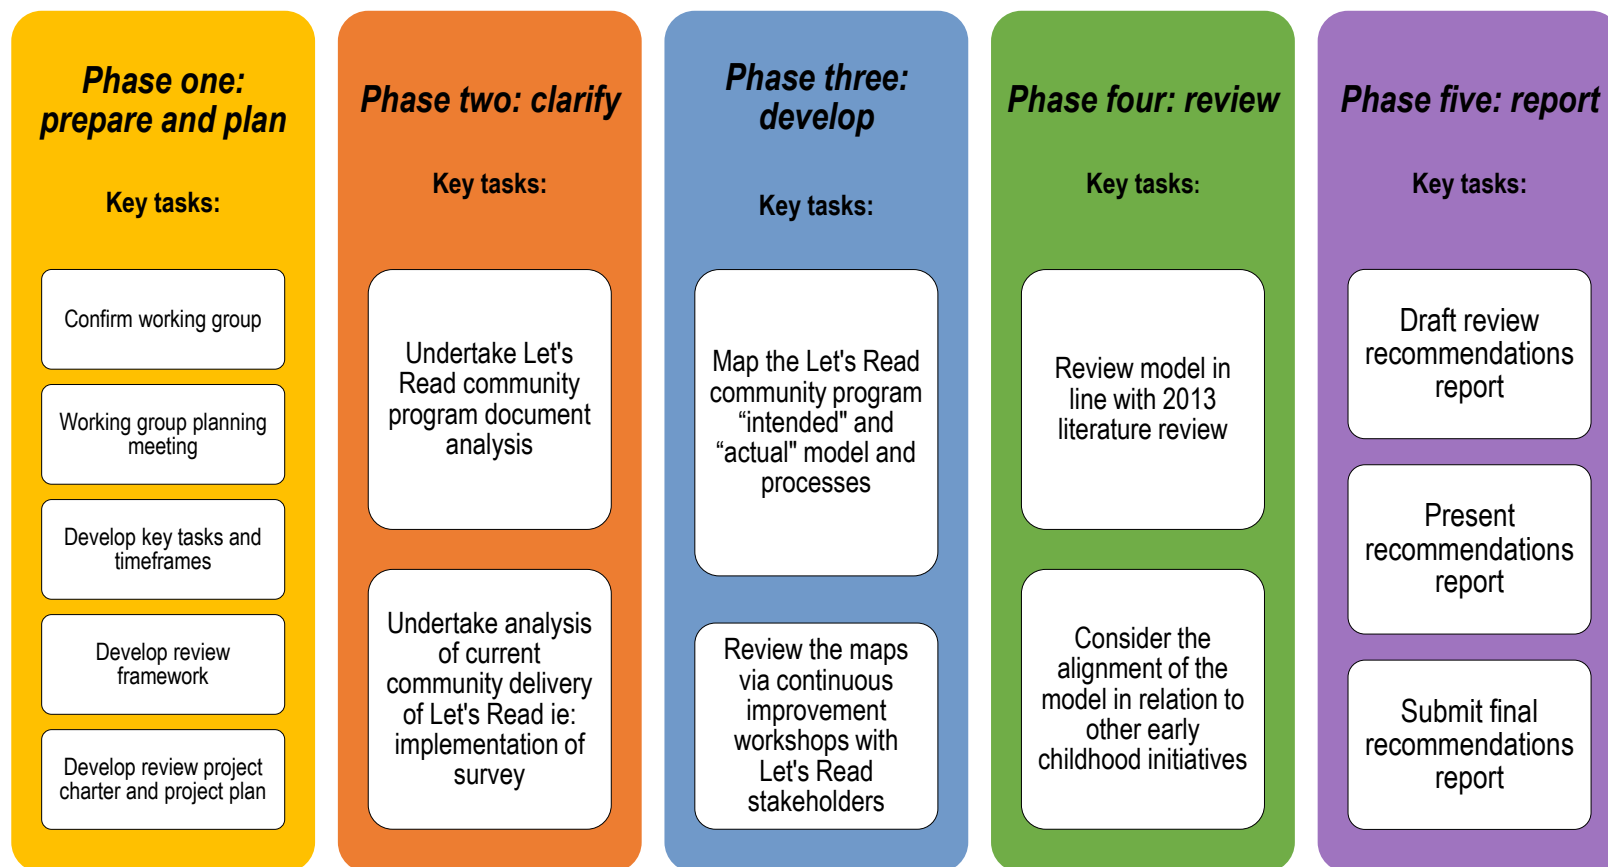 Phase one:
prepare and plan
Key tasks:
Confirm working group
Working group planning
meeting
Develop key tasks and
timeframes
Develop review
framework
Develop review project
charter and project plan
Phase two: clarify
Key tasks:
Undertake Let's
Read community
program document
analysis
Undertake analysis
of current
community delivery
of Let's Read ie:
implementation of
survey
Phase three:
develop
Key tasks:
Map the Let's Read
community program
“intended" and
“actual" model and
processes
Review the maps
via continuous
improvement
workshops with
Let's Read
stakeholders
Phase four: review
Key tasks:
Review model in
line with 2013
literature review
Consider the
alignment of the
model in relation to
other early
childhood initiatives
Phase five: report
Key tasks:
Draft review
recommendations
report
Present
recommendations
report
Submit final
recommendations
report